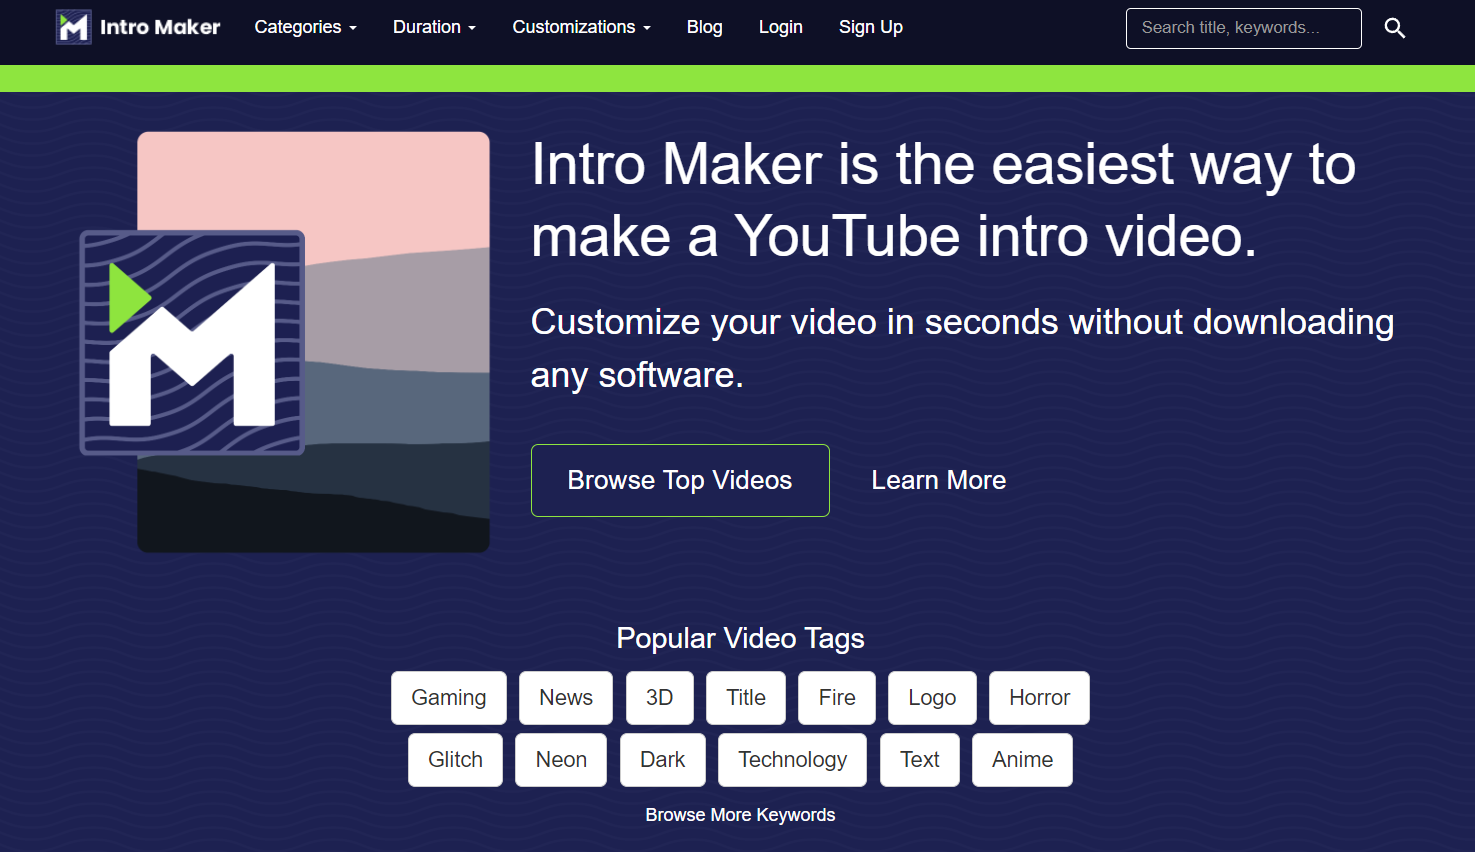 Intro Maker Categories Duration Customizations Blog Login Sign Up Search title, keywords...
Intro Maker is the easiest way to
make a YouTube intro video.
Customize your video in seconds without downloading
any software.
Browse Top Videos Learn More
Popular Video Tags
Gaming News 3D Title Fire Logo Horror
Glitch Neon Dark Technology Text Anime
Browse More Keywords